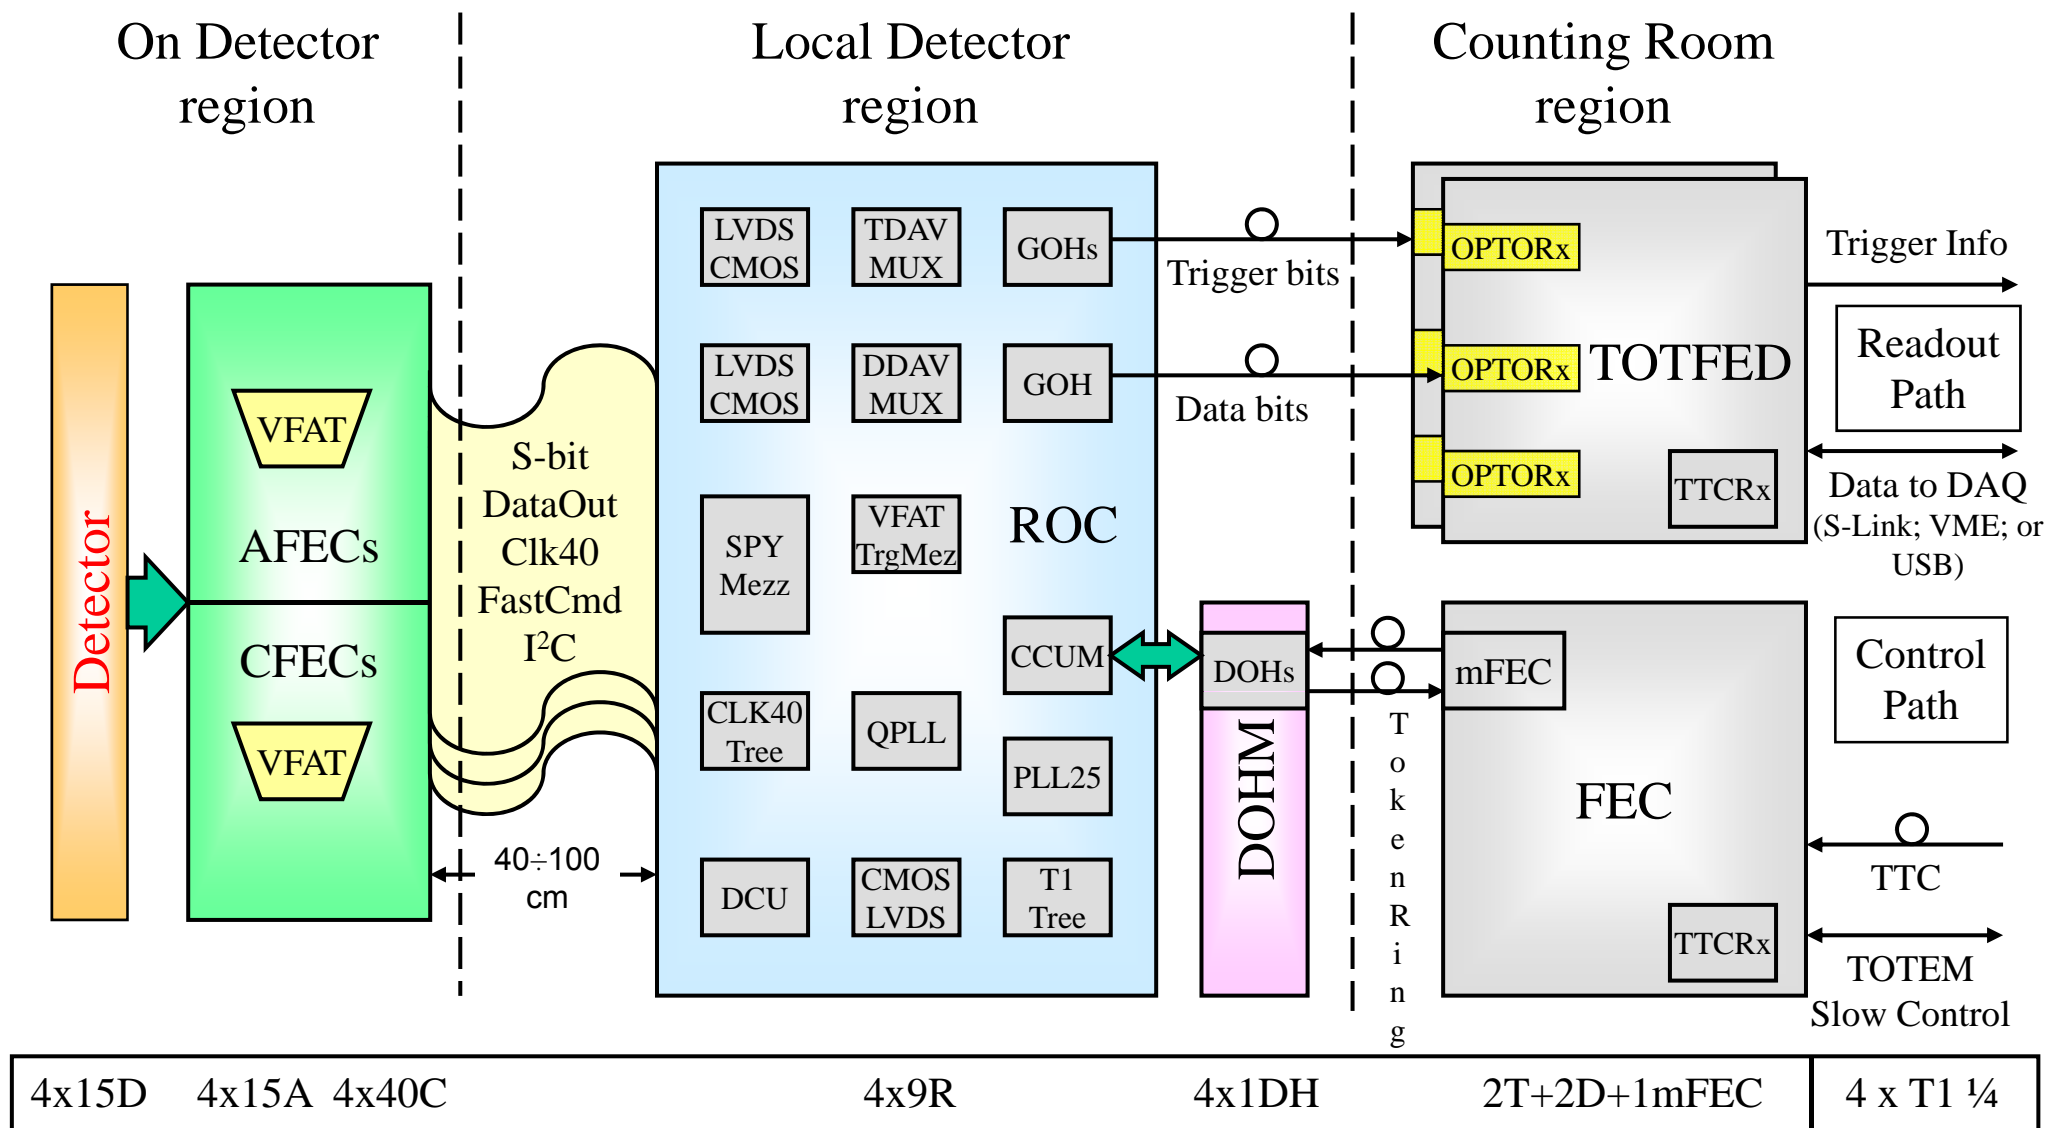 On Detector
region
Local Detector
region
Counting Room
region
Detector
VFAT
AFECs
CFECs
VFAT
S-bit
DataOut
Clk40
FastCmd
I²C
40÷100
cm
LVDS
CMOS
TDAV
MUX
GOHs
LVDS
CMOS
DDAV
MUX
GOH
SPY
Mezz
VFAT
TrgMez
ROC
CCUM
CLK40
Tree
QPLL
PLL25
DCU
CMOS
LVDS
T1
Tree
Trigger bits
Data bits
DOHs
DOHM
TokenRing
OPTORx
OPTORx
OPTORx
TOTFED
TTCRx
mFEC
FEC
TTCRx
Trigger Info
Readout
Path
Data to DAQ
(S-Link; VME; or
USB)
Control
Path
TTC
TOTEM
Slow Control
4x15D 4x15A 4x40C 4x9R 4x1DH 2T+2D+1mFEC 4 x T1 ¼